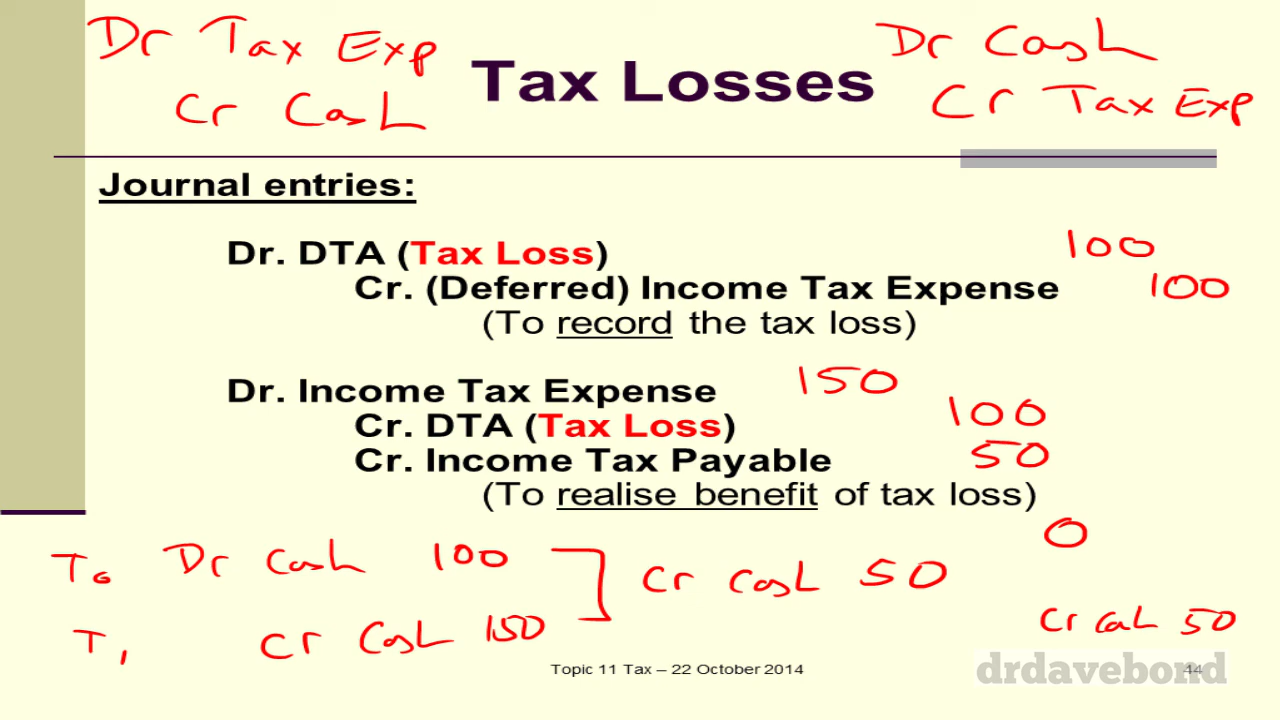 Dr Tax Exp
Cr Cash
Dr Cash
Cr Tax Exp
Tax Losses
Journal entries:
Dr. DTA (Tax Loss) 100
Cr. (Deferred) Income Tax Expense 100
(To record the tax loss)
Dr. Income Tax Expense 150
Cr. DTA (Tax Loss) 100
Cr. Income Tax Payable 50
(To realise benefit of tax loss)
T0 Dr Cash 100
T1 Cr Cash 150
Cr Cash 50
0
Cr Cash 50
Topic 11 Tax – 22 October 2014
44
drdavebond